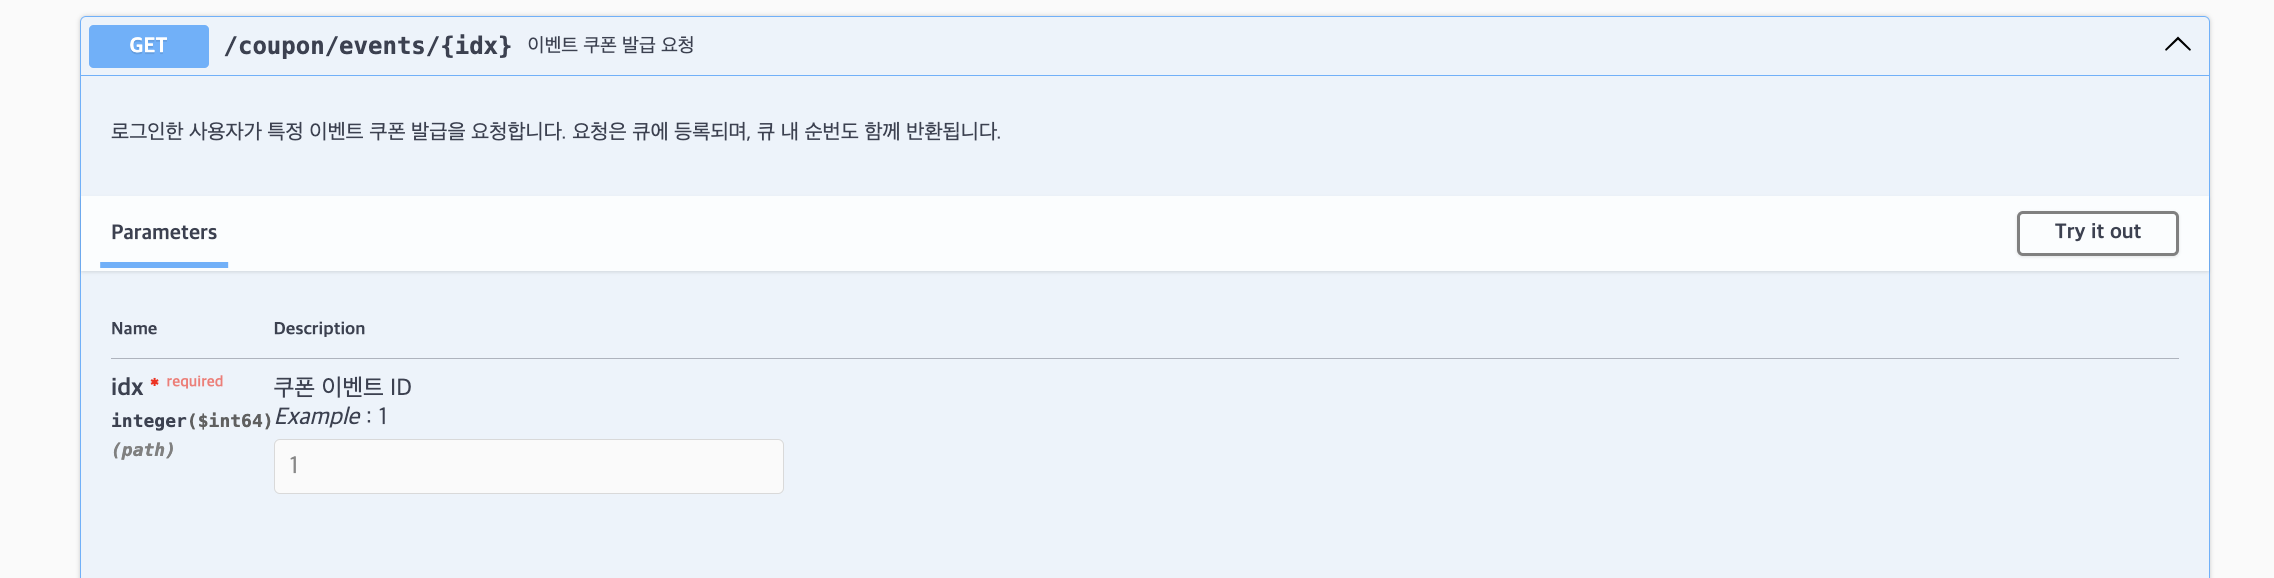 GET /coupon/events/{idx} 이벤트 쿠폰 발급 요청
로그인한 사용자가 특정 이벤트 쿠폰 발급을 요청합니다. 요청은 큐에 등록되며, 큐 내 순번도 함께 반환됩니다.
Parameters
Try it out
Name Description
idx * required
integer($int64)
(path)
쿠폰 이벤트 ID
Example : 1
1